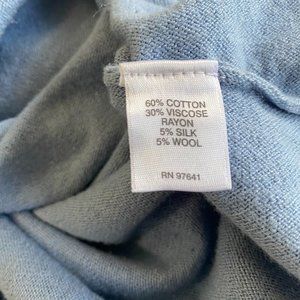 60% COTTON
30% VISCOSE
RAYON
5% SILK
5% WOOL
RN 97641